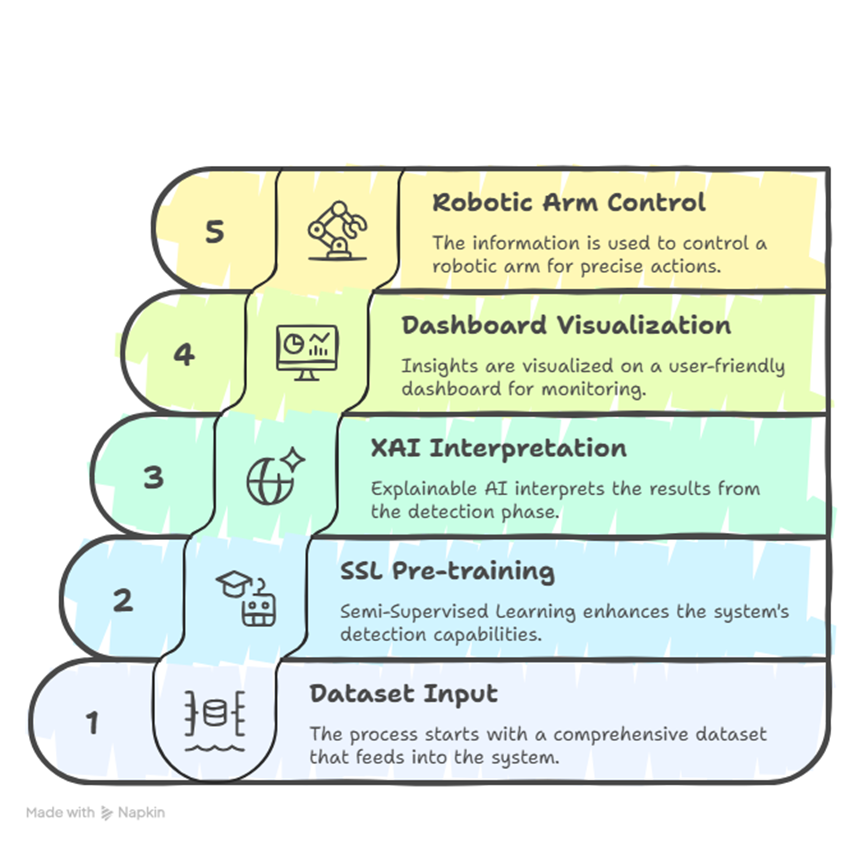 5
Robotic Arm Control
The information is used to control a
robotic arm for precise actions.
4
Dashboard Visualization
Insights are visualized on a user-friendly
dashboard for monitoring.
3
XAI Interpretation
Explainable AI interprets the results from
the detection phase.
2
SSL Pre-training
Semi-Supervised Learning enhances the system's
detection capabilities.
1
Dataset Input
The process starts with a comprehensive dataset
that feeds into the system.
Made with Napkin